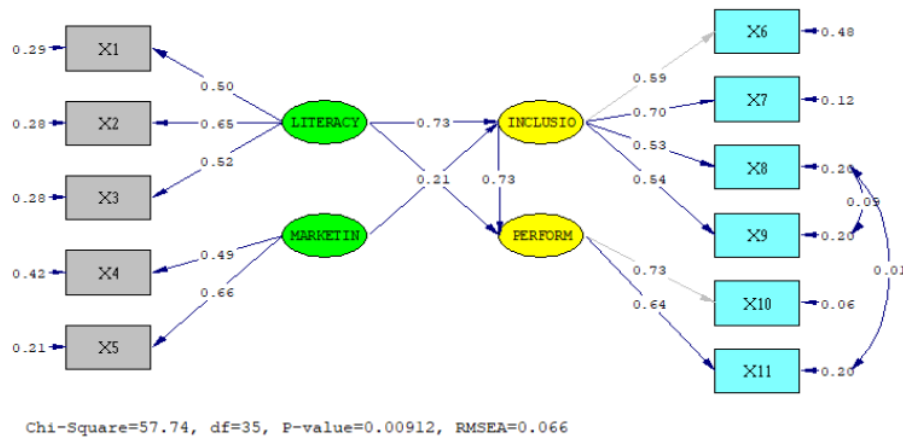 X6
0.48
0.29
X1
0.59
0.50
X7
0.12
0.70
0.28
X2
0.65
LITERACY
0.73
INCLUSIO
0.53
X8
0.20
0.52
0.54
0.09
0.28
X3
0.21
0.73
MARKETIN
PERFORM
X9
0.20
0.49
0.01
0.42
X4
0.73
0.66
X10
0.06
0.64
0.21
X5
X11
0.20
Chi-Square=57.74, df=35, P-value=0.00912, RMSEA=0.066